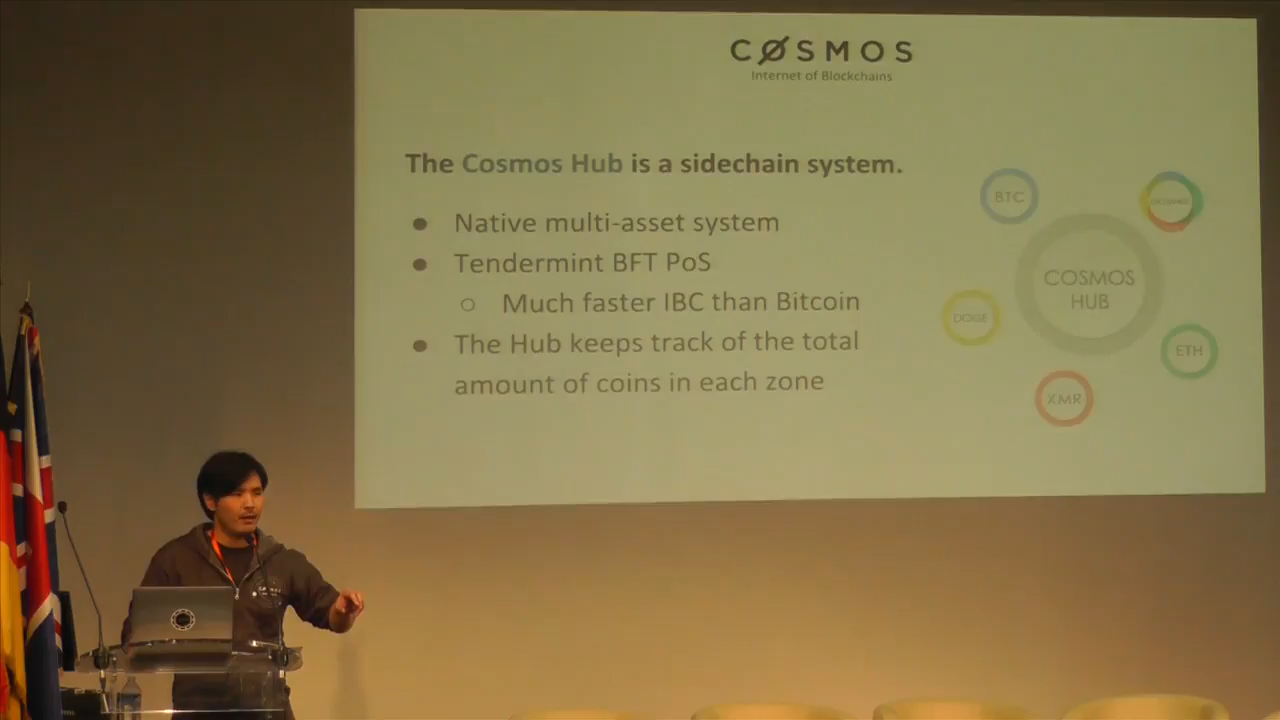 CØSMOS
Internet of Blockchains
The Cosmos Hub is a sidechain system.
● Native multi-asset system
● Tendermint BFT PoS
○ Much faster IBC than Bitcoin
● The Hub keeps track of the total
amount of coins in each zone
BTC
COSMOS
HUB
DOGE
ETH
XMR